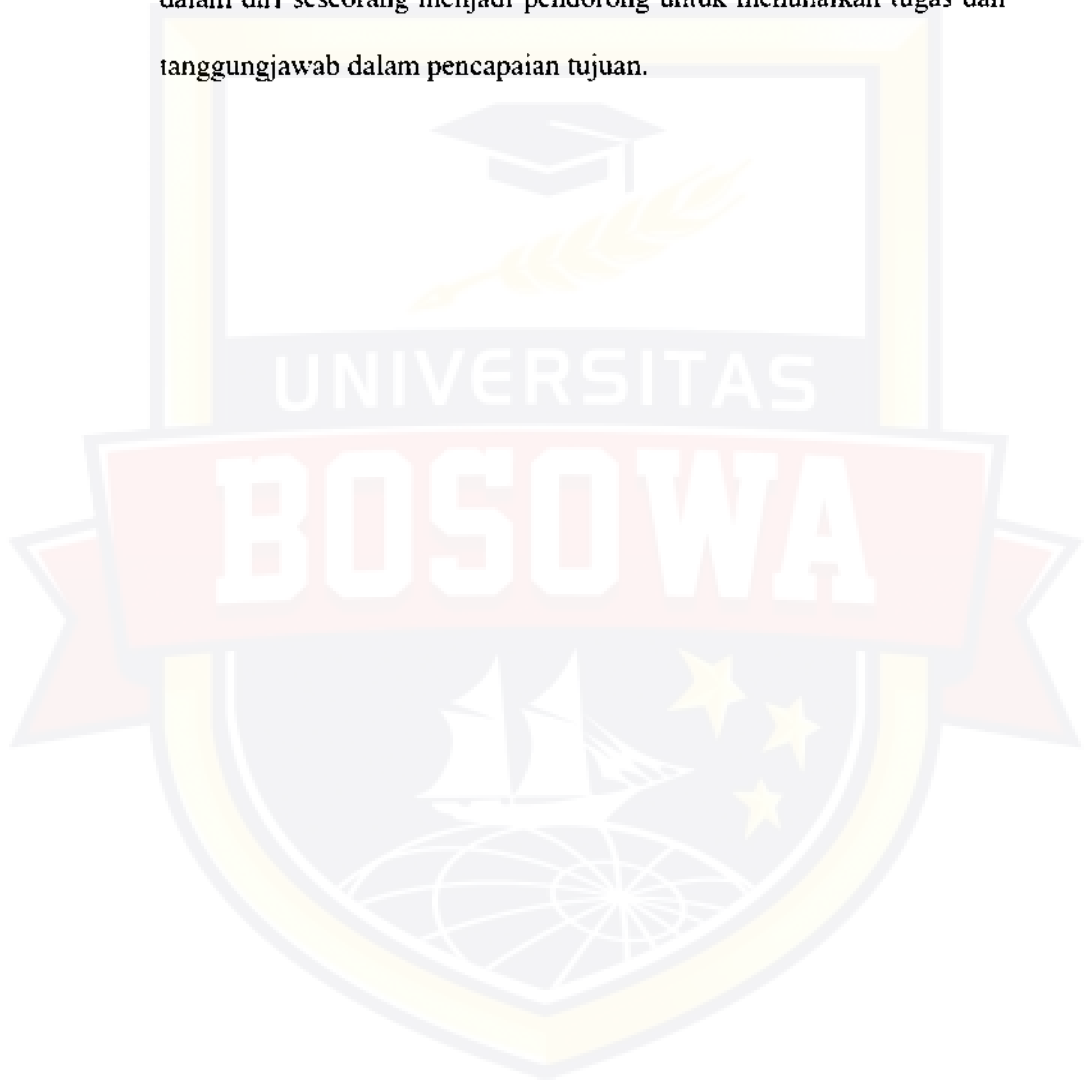 dalam diri seseorang menjadi pendorong untuk menunaikan tugas dan
tanggungjawab dalam pencapaian tujuan.
UNIVERSITAS
BOSOWA